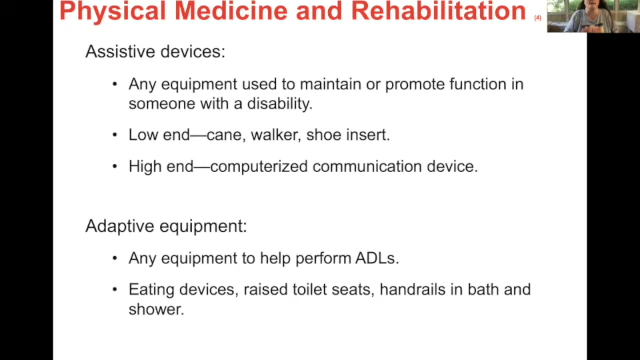 Physical Medicine and Rehabilitation (4)
Assistive devices:
• Any equipment used to maintain or promote function in
someone with a disability.
• Low end—cane, walker, shoe insert.
• High end—computerized communication device.
Adaptive equipment:
• Any equipment to help perform ADLs.
• Eating devices, raised toilet seats, handrails in bath and
shower.